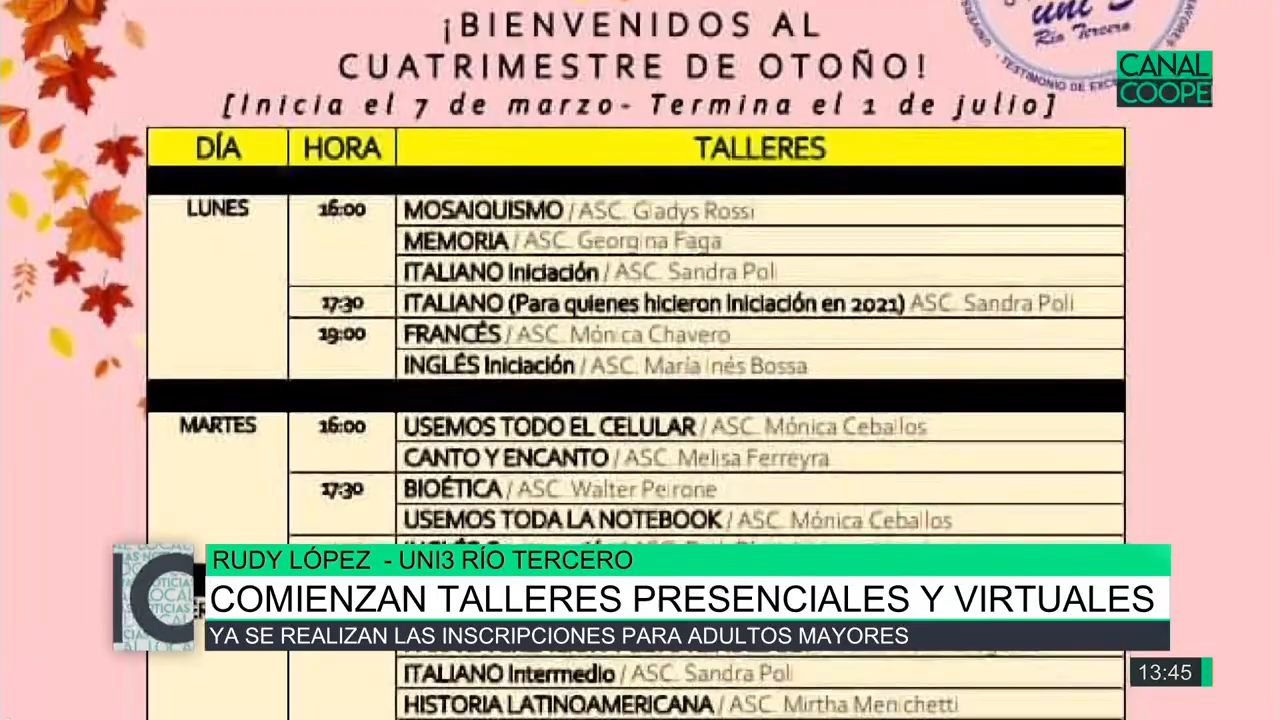 ¡BIENVENIDOS AL
CUATRIMESTRE DE OTOÑO!
[Inicia el 7 de marzo- Termina el 1 de julio]
uni 3
Río Tercero
TESTIMONIO DE
CANAL
COOPE
DÍA HORA TALLERES
LUNES 16:00 MOSAIQUISMO / ASC. Gladys Rossi
MEMORIA / ASC. Georgina Faga
ITALIANO Iniciación / ASC. Sandra Poli
17:30 ITALIANO (Para quienes hicieron Iniciación en 2021) ASC. Sandra Poli
19:00 FRANCÉS / ASC. Mónica Chavero
INGLÉS Iniciación / ASC. María Inés Bossa
MARTES 16:00 USEMOS TODO EL CELULAR / ASC. Mónica Ceballos
CANTO Y ENCANTO / ASC. Melisa Ferreyra
17:30 BIOÉTICA / ASC. Walter Peirone
USEMOS TODA LA NOTEBOOK / ASC. Mónica Ceballos
RUDY LÓPEZ - UNI3 RÍO TERCERO
COMIENZAN TALLERES PRESENCIALES Y VIRTUALES
YA SE REALIZAN LAS INSCRIPCIONES PARA ADULTOS MAYORES
ITALIANO Intermedio / ASC. Sandra Poli
13:45
HISTORIA LATINOAMERICANA / ASC. Mirtha Menichetti